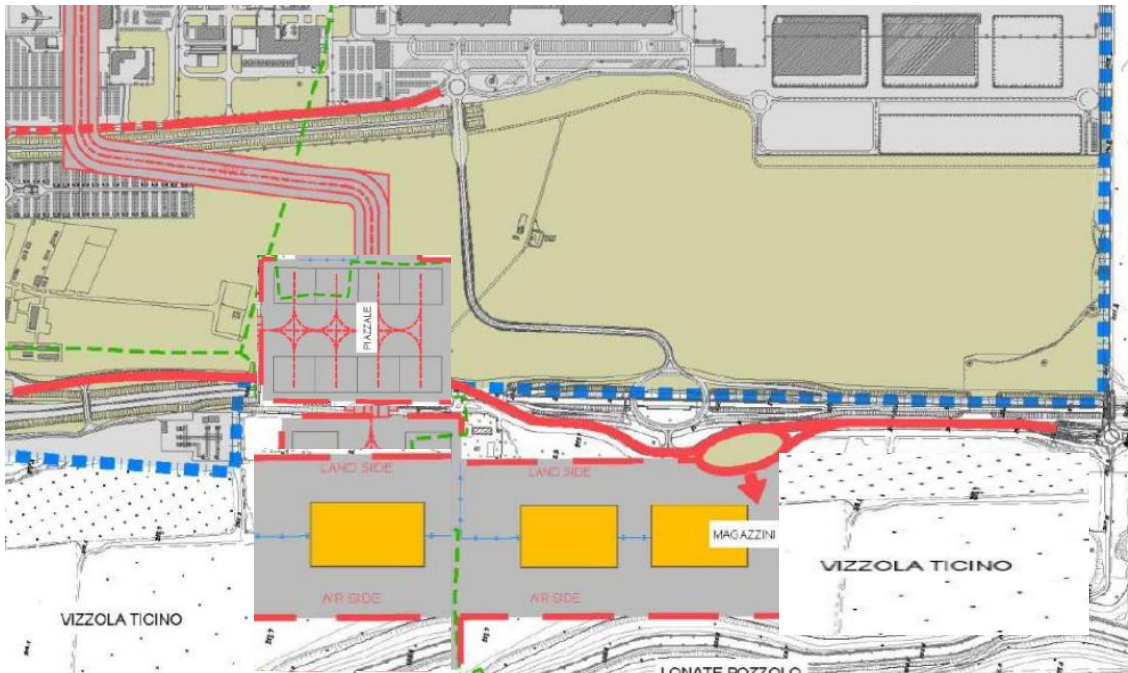 PIAZZALE
LAND SIDE
LAND SIDE
MAGAZZINI
VIZZOLA TICINO
AIR SIDE
AIR SIDE
VIZZOLA TICINO
LONATE POZZOLO